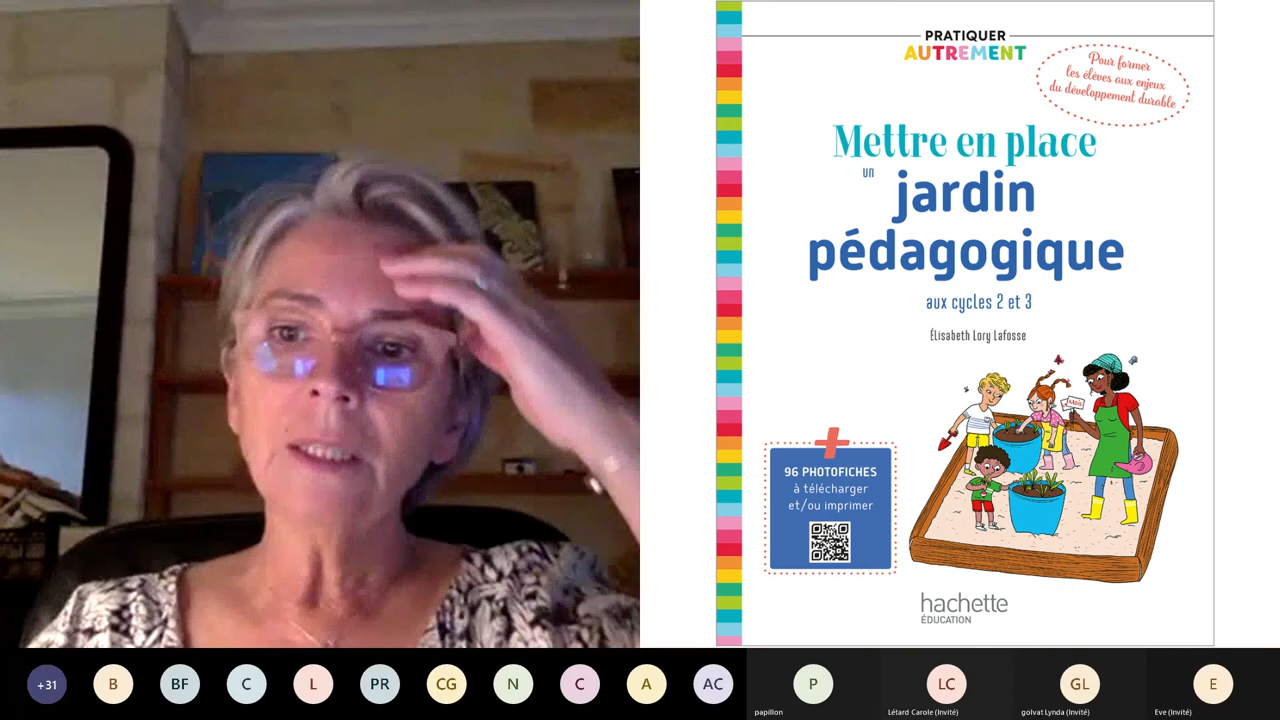 PRATIQUER
AUTREMENT
Pour former
les élèves aux enjeux
du développement durable
Mettre en place
un
jardin
pédagogique
aux cycles 2 et 3
Élisabeth Lory Lafosse
96 PHOTOFICHES
à télécharger
et/ou imprimer
hachette
ÉDUCATION
+31
B
BF
C
L
PR
CG
N
C
A
AC
P
LC
GL
E
papillon
Létard Carole (Invité)
golvat Lynda (Invité)
Eve (Invité)